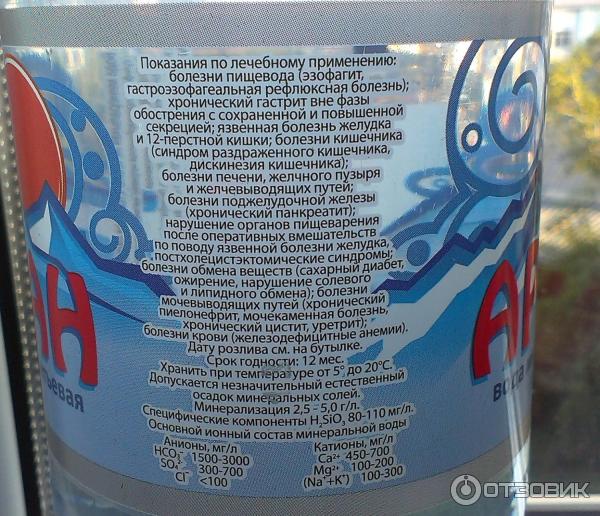 Показания по лечебному применению:
болезни пищевода (эзофагит,
гастроэзофагеальная рефлюксная болезнь);
хронический гастрит вне фазы
обострения с сохраненной и повышенной
секрецией; язвенная болезнь желудка
и 12-перстной кишки; болезни кишечника
(синдром раздраженного кишечника,
дискинезия кишечника);
болезни печени, желчного пузыря
и желчевыводящих путей;
болезни поджелудочной железы
(хронический панкреатит);
нарушение органов пищеварения
после оперативных вмешательств
по поводу язвенной болезни желудка,
постхолецистэктомические синдромы;
болезни обмена веществ (сахарный диабет,
ожирение, нарушение солевого
и липидного обмена); болезни
мочевыводящих путей (хронический
пиелонефрит, мочекаменная болезнь,
хронический цистит, уретрит);
болезни крови (железодефицитные анемии).
Дату розлива см. на бутылке.
Срок годности: 12 мес.
Хранить при температуре от 5° до 20°С.
Допускается незначительный естественный
осадок минеральных солей.
Минерализация 2,5 – 5,0 г/л.
Специфические компоненты H₂SiO₃ 80-110 мг/л.
Основной ионный состав минеральной воды
Анионы, мг/л Катионы, мг/л
HCO₃⁻ 1500-3000 Ca²⁺ 450-700
SO₄²⁻ 300-700 Mg²⁺ 100-200
Cl⁻ <100 (Na⁺+K⁺) 100-300
АН
евая
АР
вода
ОТЗОВИК